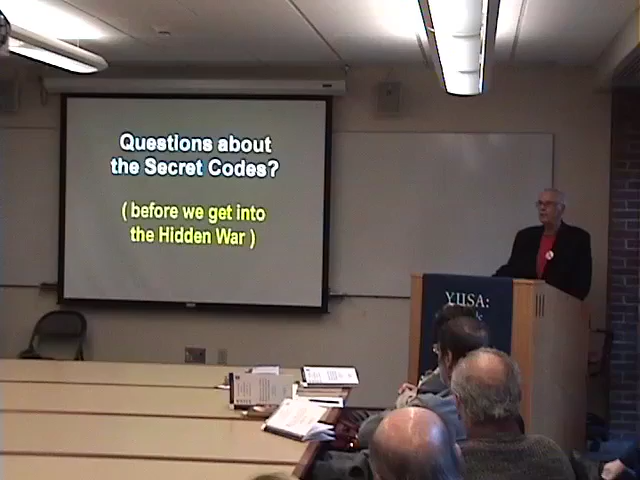 Questions about
the Secret Codes?
( before we get into
the Hidden War )
YUSA: